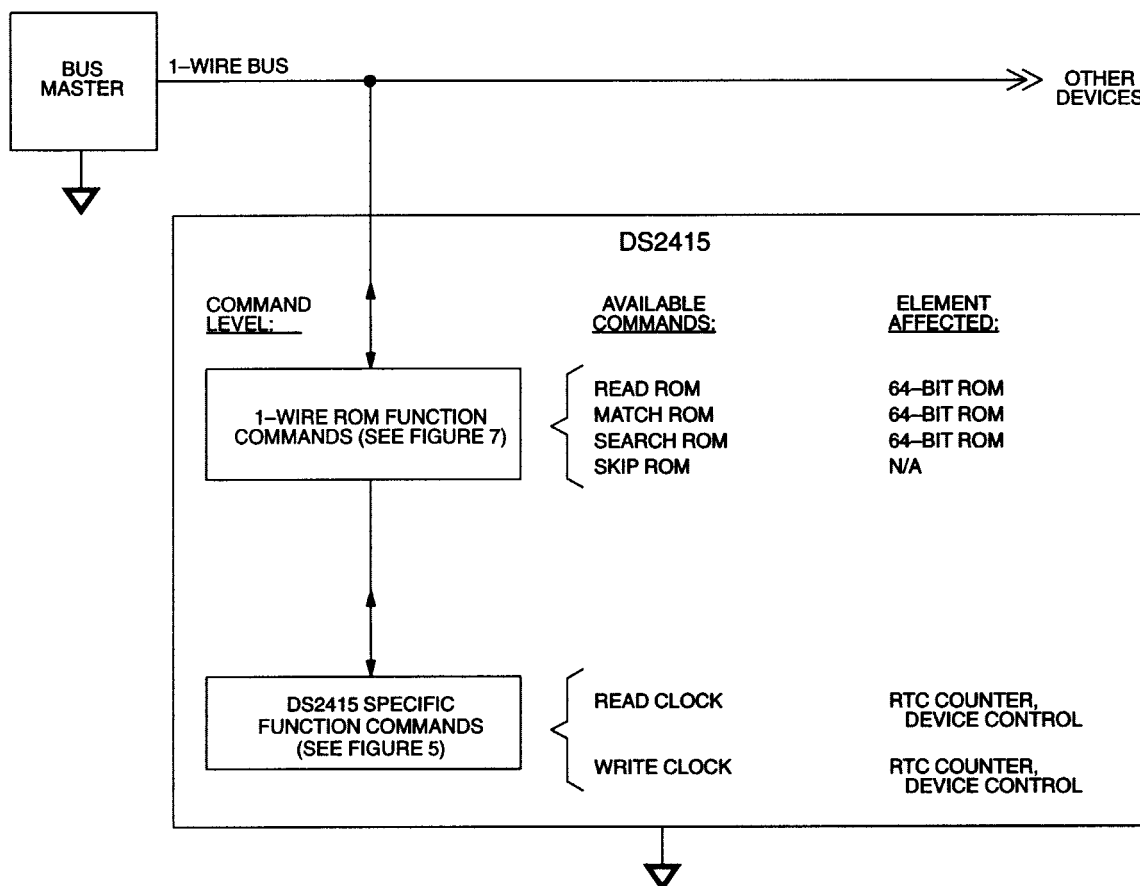 BUS
MASTER
1–WIRE BUS
OTHER
DEVICES
DS2415
COMMAND
LEVEL:
AVAILABLE
COMMANDS:
ELEMENT
AFFECTED:
1–WIRE ROM FUNCTION
COMMANDS (SEE FIGURE 7)
READ ROM 64–BIT ROM
MATCH ROM 64–BIT ROM
SEARCH ROM 64–BIT ROM
SKIP ROM N/A
DS2415 SPECIFIC
FUNCTION COMMANDS
(SEE FIGURE 5)
READ CLOCK RTC COUNTER,
DEVICE CONTROL
WRITE CLOCK RTC COUNTER,
DEVICE CONTROL